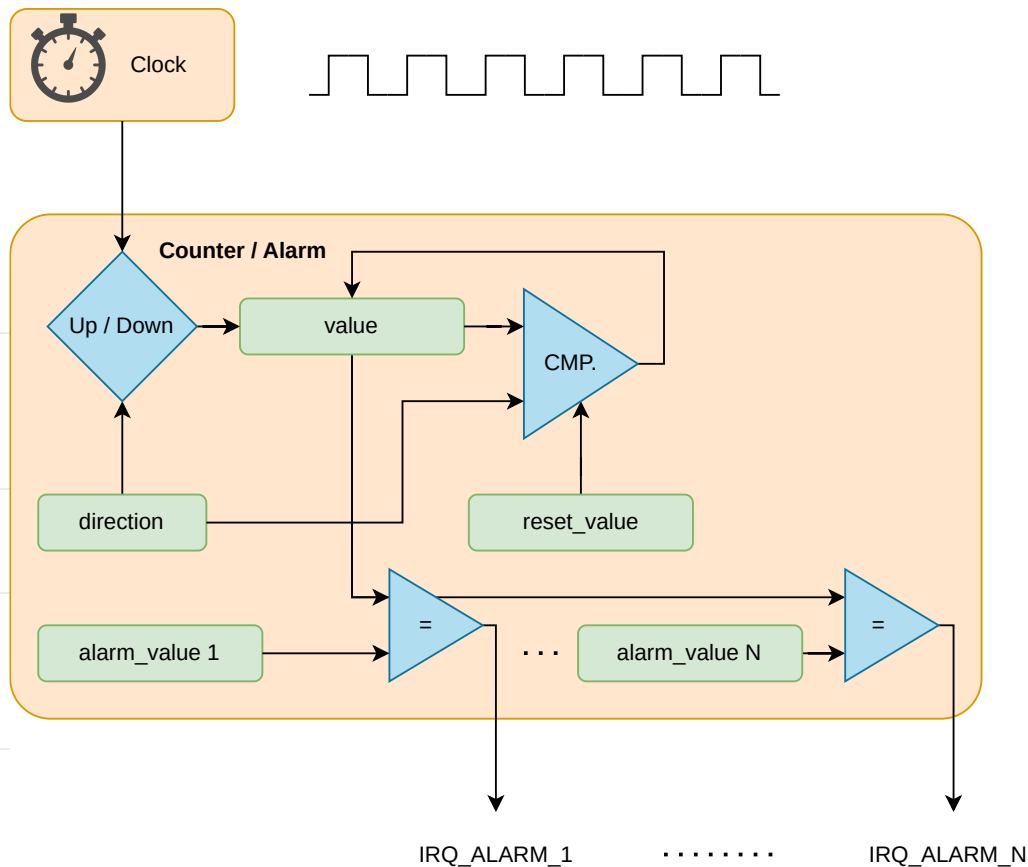 Clock
Counter / Alarm
Up / Down
value
CMP.
direction
reset_value
=
=
alarm_value 1
. . .
alarm_value N
IRQ_ALARM_1
. . . . . . . .
IRQ_ALARM_N